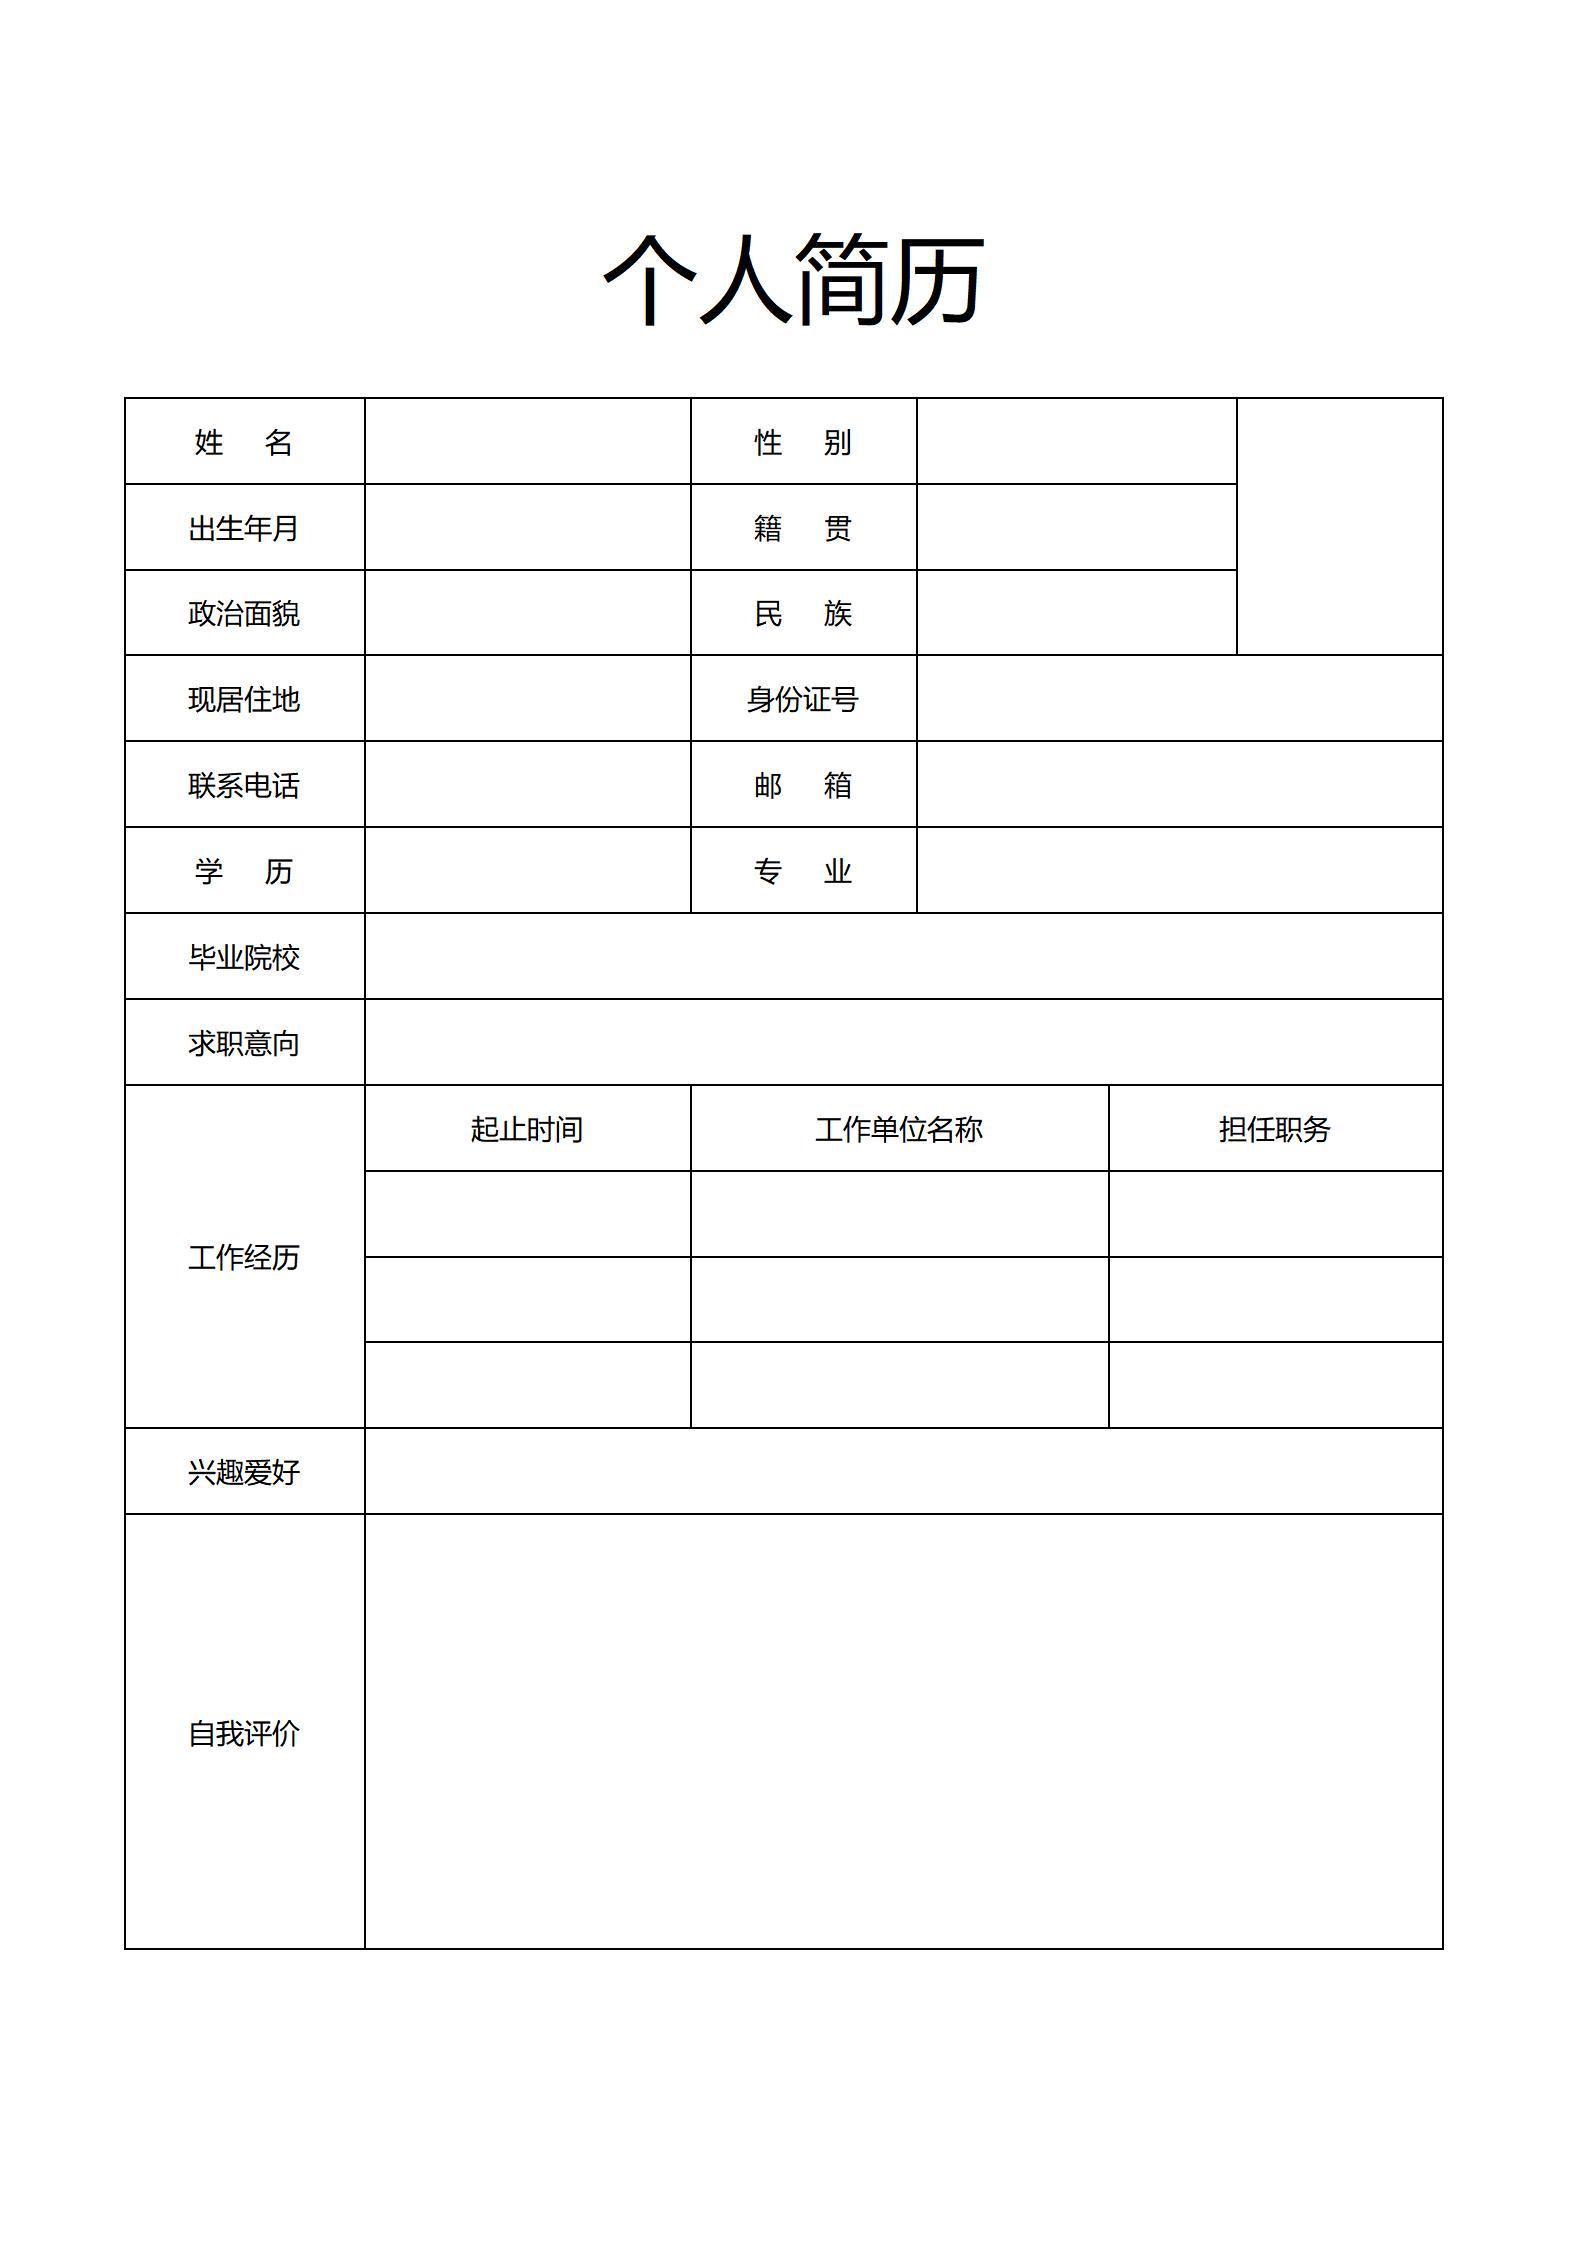 个人简历
姓 名 性 别
出生年月 籍 贯
政治面貌 民 族
现居住地 身份证号
联系电话 邮 箱
学 历 专 业
毕业院校
求职意向
起止时间 工作单位名称 担任职务
工作经历
兴趣爱好
自我评价